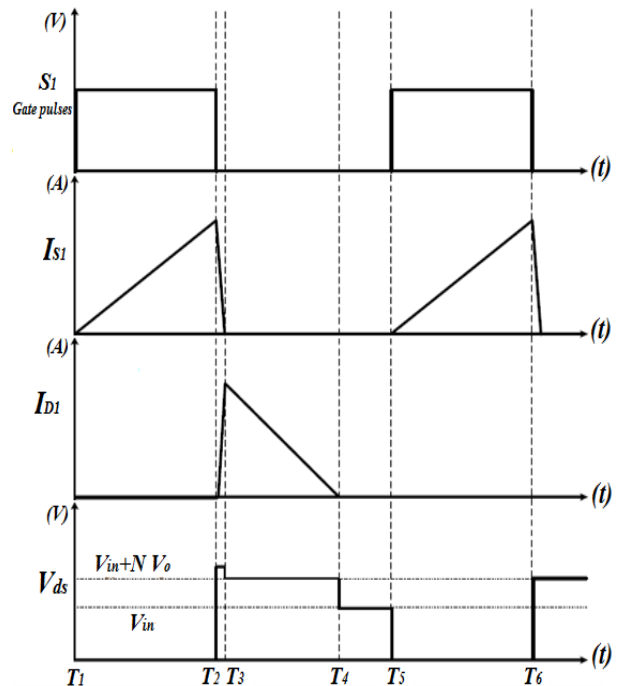 (V)
S1
Gate pulses
(t)
(A)
IS1
(t)
(A)
ID1
(t)
(V)
Vin+N Vo
Vds
Vin
(t)
T1 T2 T3 T4 T5 T6